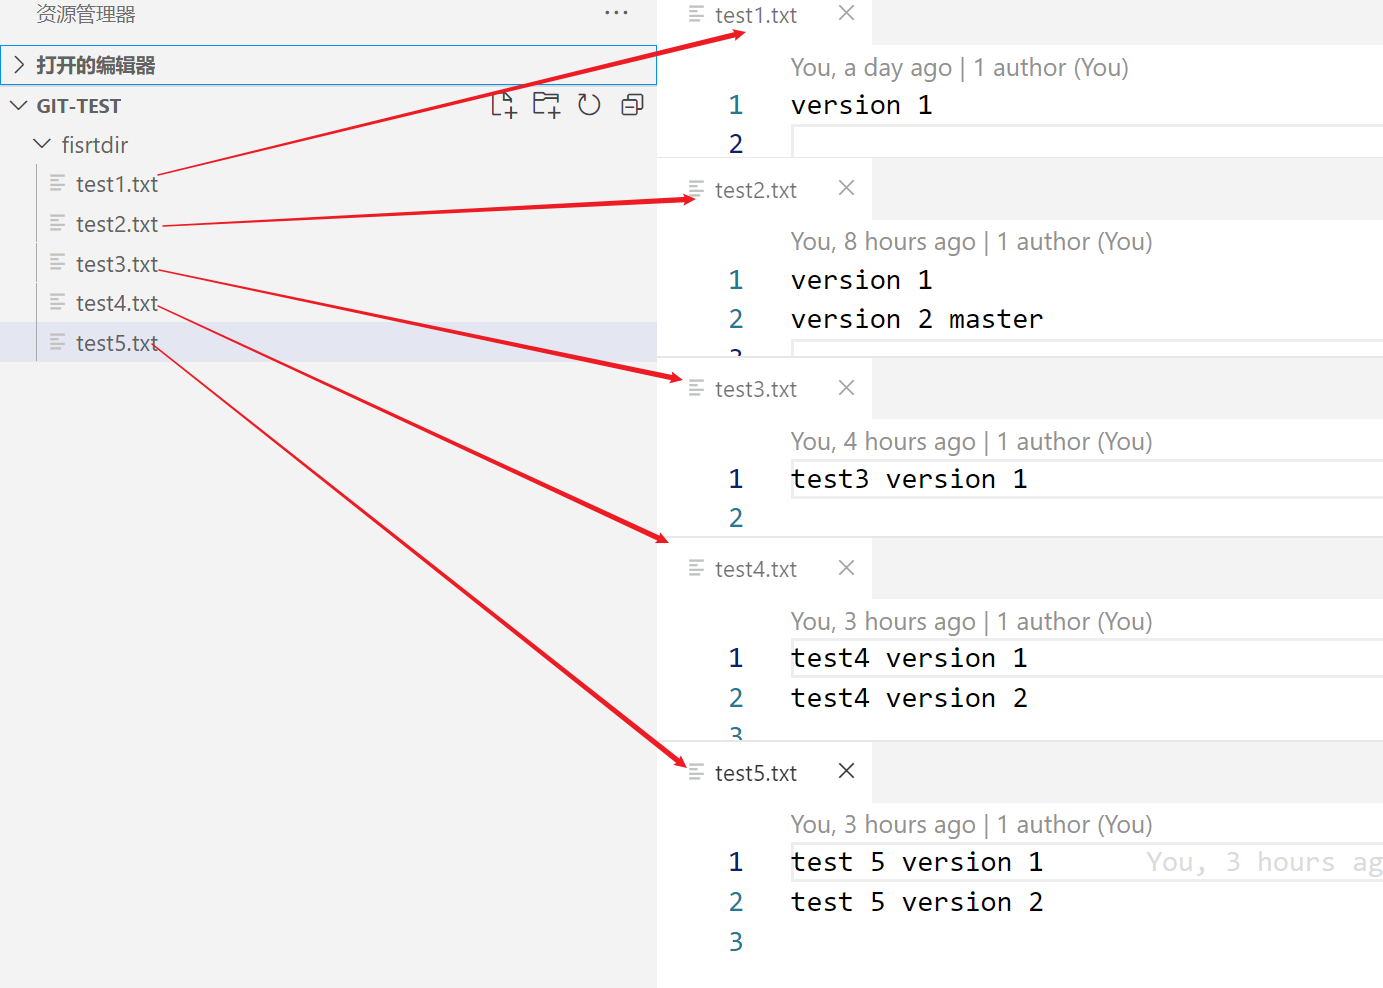 资源管理器
打开的编辑器
GIT-TEST
fisrtdir
test1.txt
test2.txt
test3.txt
test4.txt
test5.txt
test1.txt
You, a day ago | 1 author (You)
1 version 1
2
test2.txt
You, 8 hours ago | 1 author (You)
1 version 1
2 version 2 master
3
test3.txt
You, 4 hours ago | 1 author (You)
1 test3 version 1
2
test4.txt
You, 3 hours ago | 1 author (You)
1 test4 version 1
2 test4 version 2
3
test5.txt
You, 3 hours ago | 1 author (You)
1 test 5 version 1 You, 3 hours ag
2 test 5 version 2
3